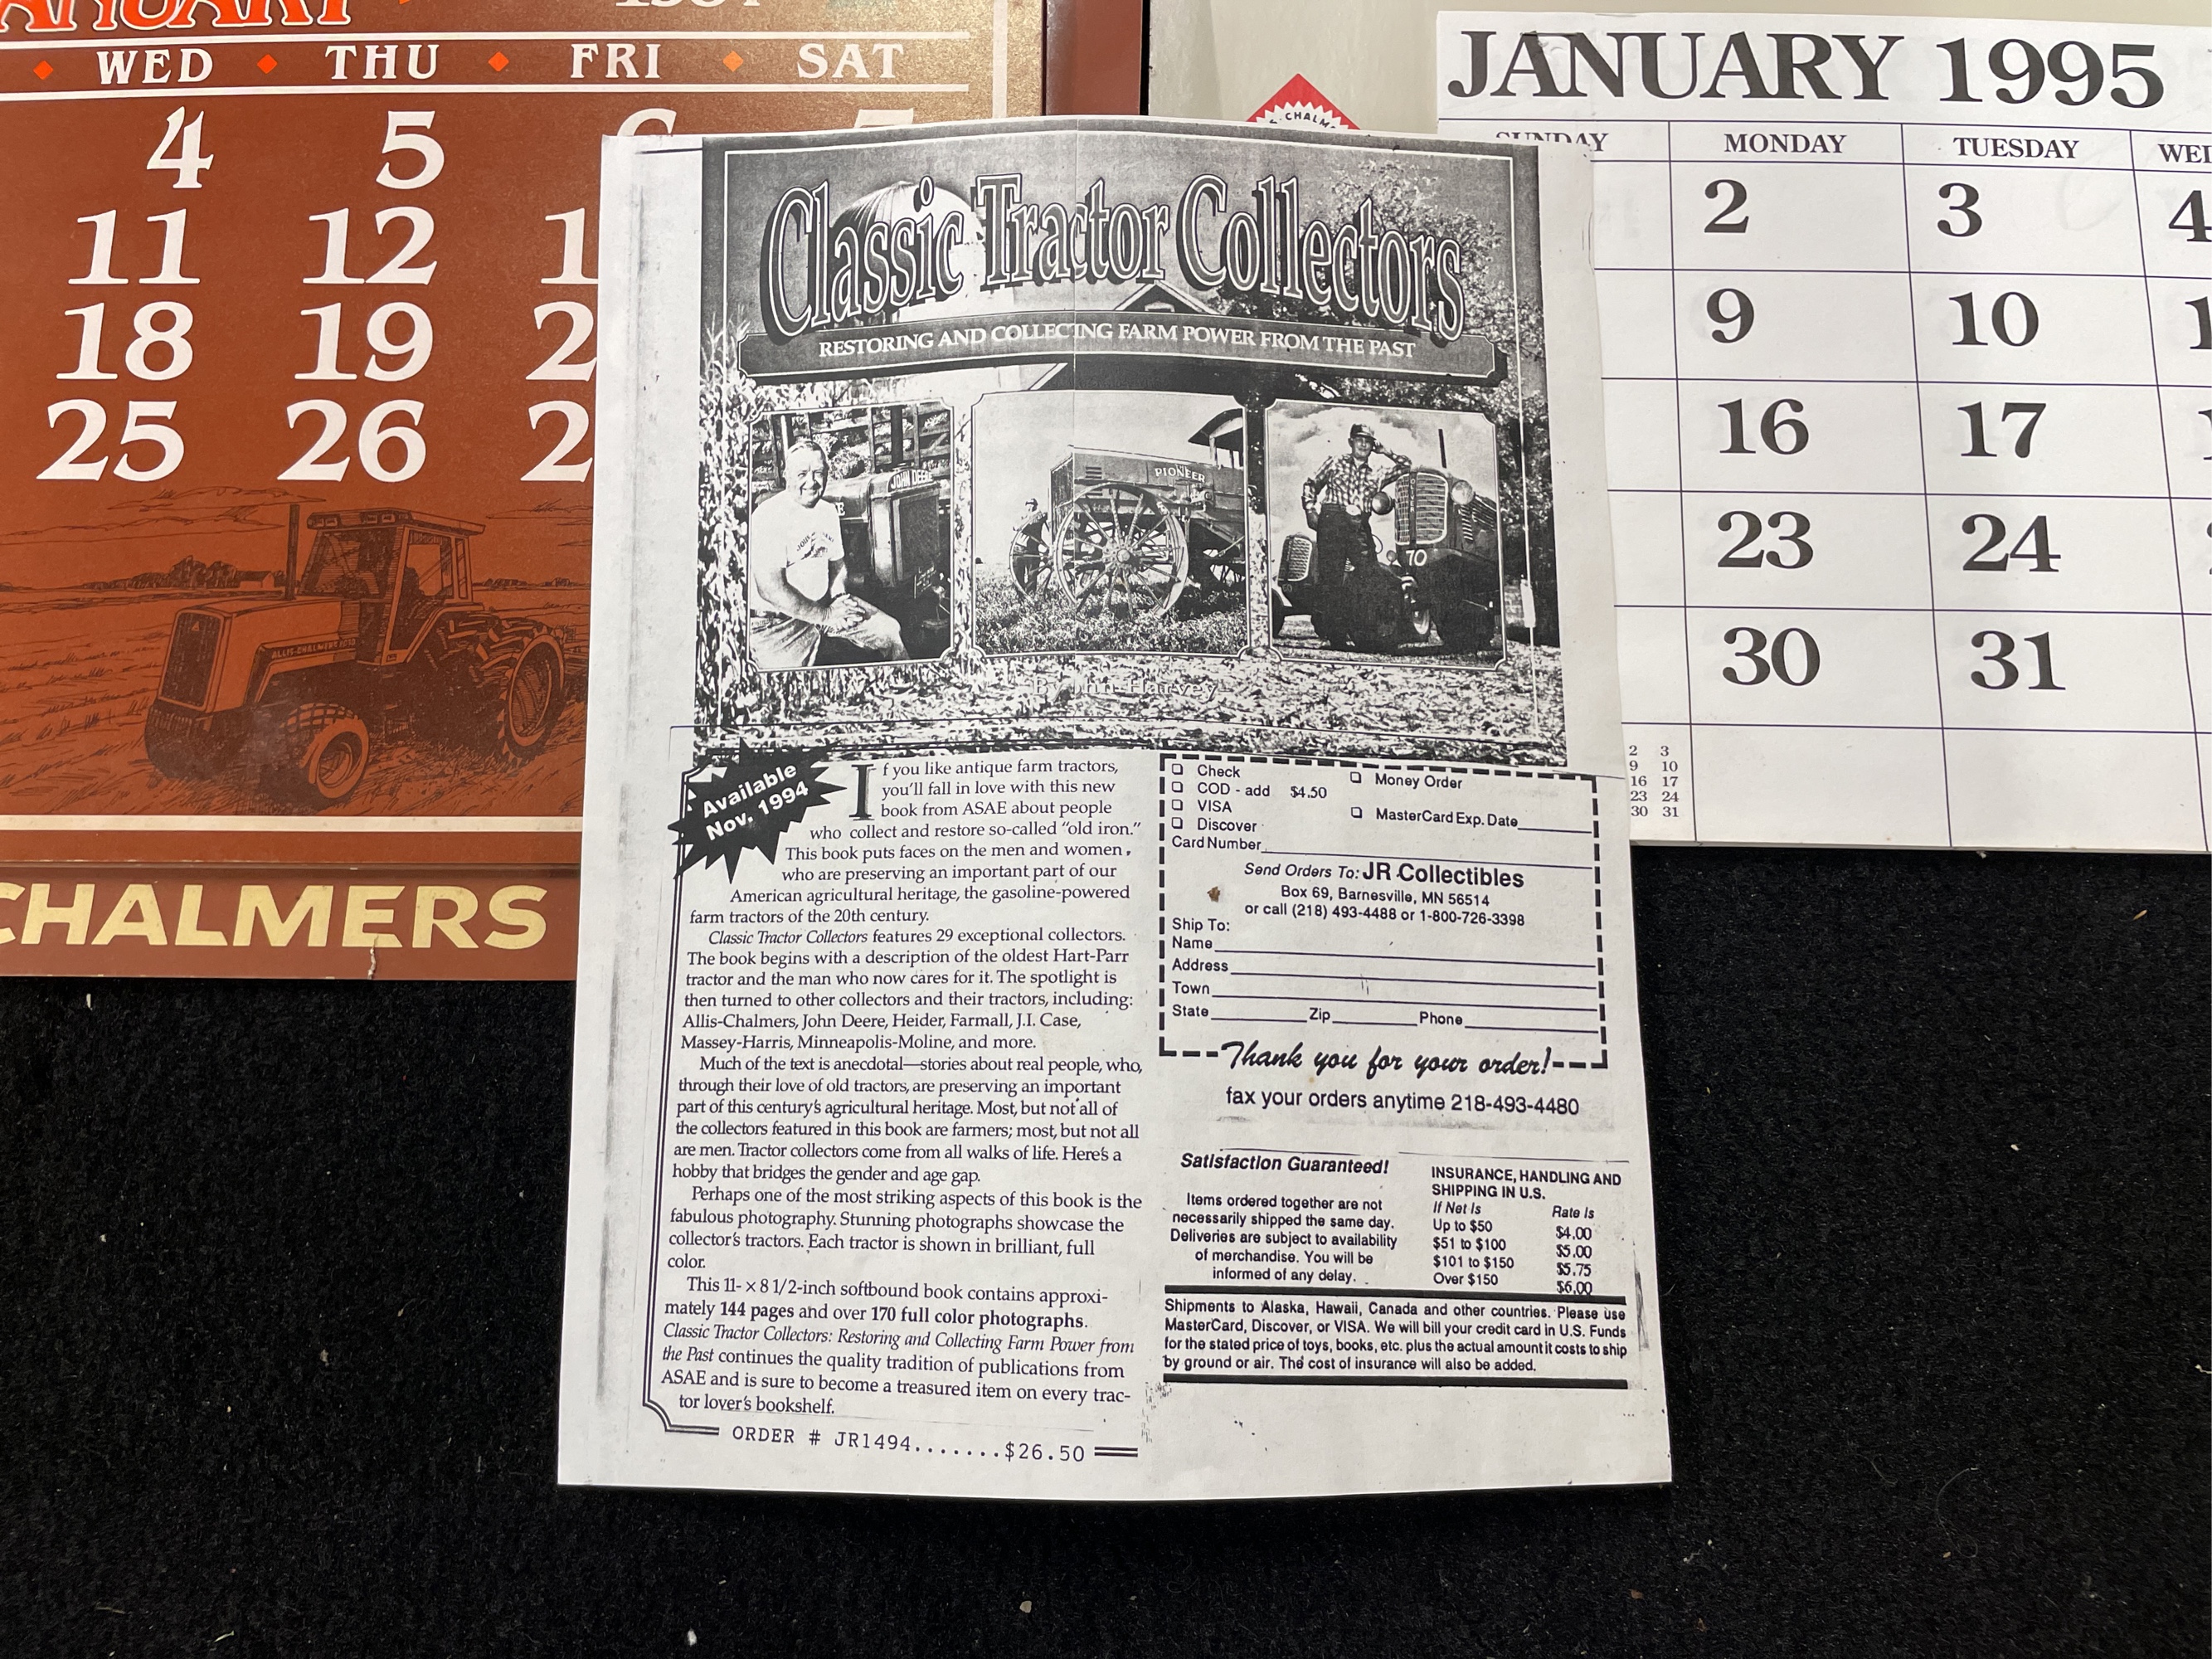 1984
WED ◆ THU ◆ FRI ◆ SAT
4 5
11 12
18 19
25 26
ALLIS-CHALMERS
CHALMERS
CHALM
JANUARY 1995
SUNDAY MONDAY TUESDAY
2 3 4
9 10
16 17
23 24
30 31
2 3
9 10
16 17
23 24
30 31
Classic Tractor Collectors
RESTORING AND COLLECTING FARM POWER FROM THE PAST
JOHN DEERE
PIONEER
70
By John Harvey
Available
Nov. 1994
If you like antique farm tractors,
you'll fall in love with this new
book from ASAE about people
who collect and restore so-called "old iron."
This book puts faces on the men and women
who are preserving an important part of our
American agricultural heritage, the gasoline-powered
farm tractors of the 20th century.
Classic Tractor Collectors features 29 exceptional collectors.
The book begins with a description of the oldest Hart-Parr
tractor and the man who now cares for it. The spotlight is
then turned to other collectors and their tractors, including:
Allis-Chalmers, John Deere, Heider, Farmall, J.I. Case,
Massey-Harris, Minneapolis-Moline, and more.
Much of the text is anecdotal—stories about real people, who,
through their love of old tractors, are preserving an important
part of this century's agricultural heritage. Most, but not all of
the collectors featured in this book are farmers; most, but not all
are men. Tractor collectors come from all walks of life. Here's a
hobby that bridges the gender and age gap.
Perhaps one of the most striking aspects of this book is the
fabulous photography. Stunning photographs showcase the
collector's tractors. Each tractor is shown in brilliant, full
color.
This 11- × 8 1/2-inch softbound book contains approxi-
mately 144 pages and over 170 full color photographs.
Classic Tractor Collectors: Restoring and Collecting Farm Power from
the Past continues the quality tradition of publications from
ASAE and is sure to become a treasured item on every trac-
tor lover's bookshelf.
ORDER # JR1494.......$26.50
❏ Check ❏ Money Order
❏ COD - add $4.50
❏ VISA ❏ MasterCard Exp. Date
❏ Discover
Card Number
Send Orders To: JR Collectibles
Box 69, Barnesville, MN 56514
or call (218) 493-4488 or 1-800-726-3398
Ship To:
Name
Address
Town
State Zip Phone
Thank you for your order!
fax your orders anytime 218-493-4480
Satisfaction Guaranteed!
Items ordered together are not
necessarily shipped the same day.
Deliveries are subject to availability
of merchandise. You will be
informed of any delay.
INSURANCE, HANDLING AND
SHIPPING IN U.S.
If Net Is Rate Is
Up to $50 $4.00
$51 to $100 $5.00
$101 to $150 $5.75
Over $150 $6.00
Shipments to Alaska, Hawaii, Canada and other countries. Please use
MasterCard, Discover, or VISA. We will bill your credit card in U.S. Funds
for the stated price of toys, books, etc. plus the actual amount it costs to ship
by ground or air. The cost of insurance will also be added.